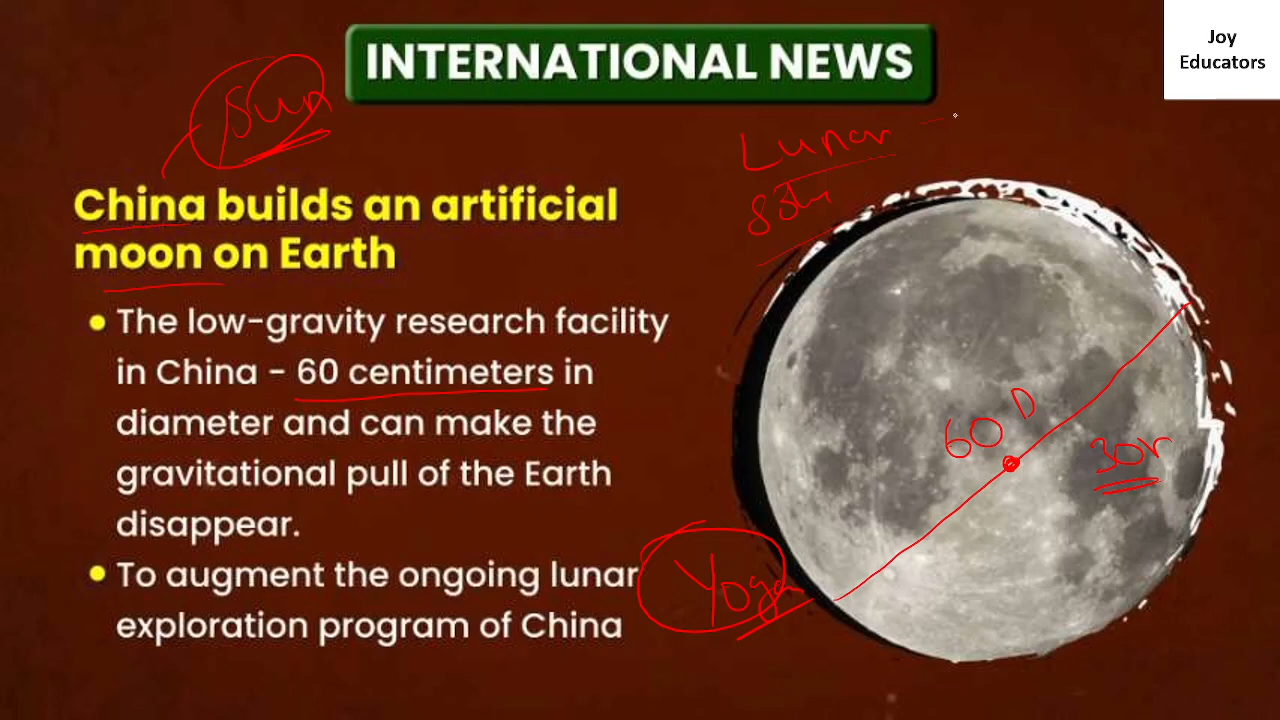 INTERNATIONAL NEWS
Joy
Educators
Sun
Lunar
China builds an artificial
moon on Earth
The low-gravity research facility
in China - 60 centimeters in
diameter and can make the
gravitational pull of the Earth
disappear.
To augment the ongoing lunar
exploration program of China
60 D
30r
Yoga